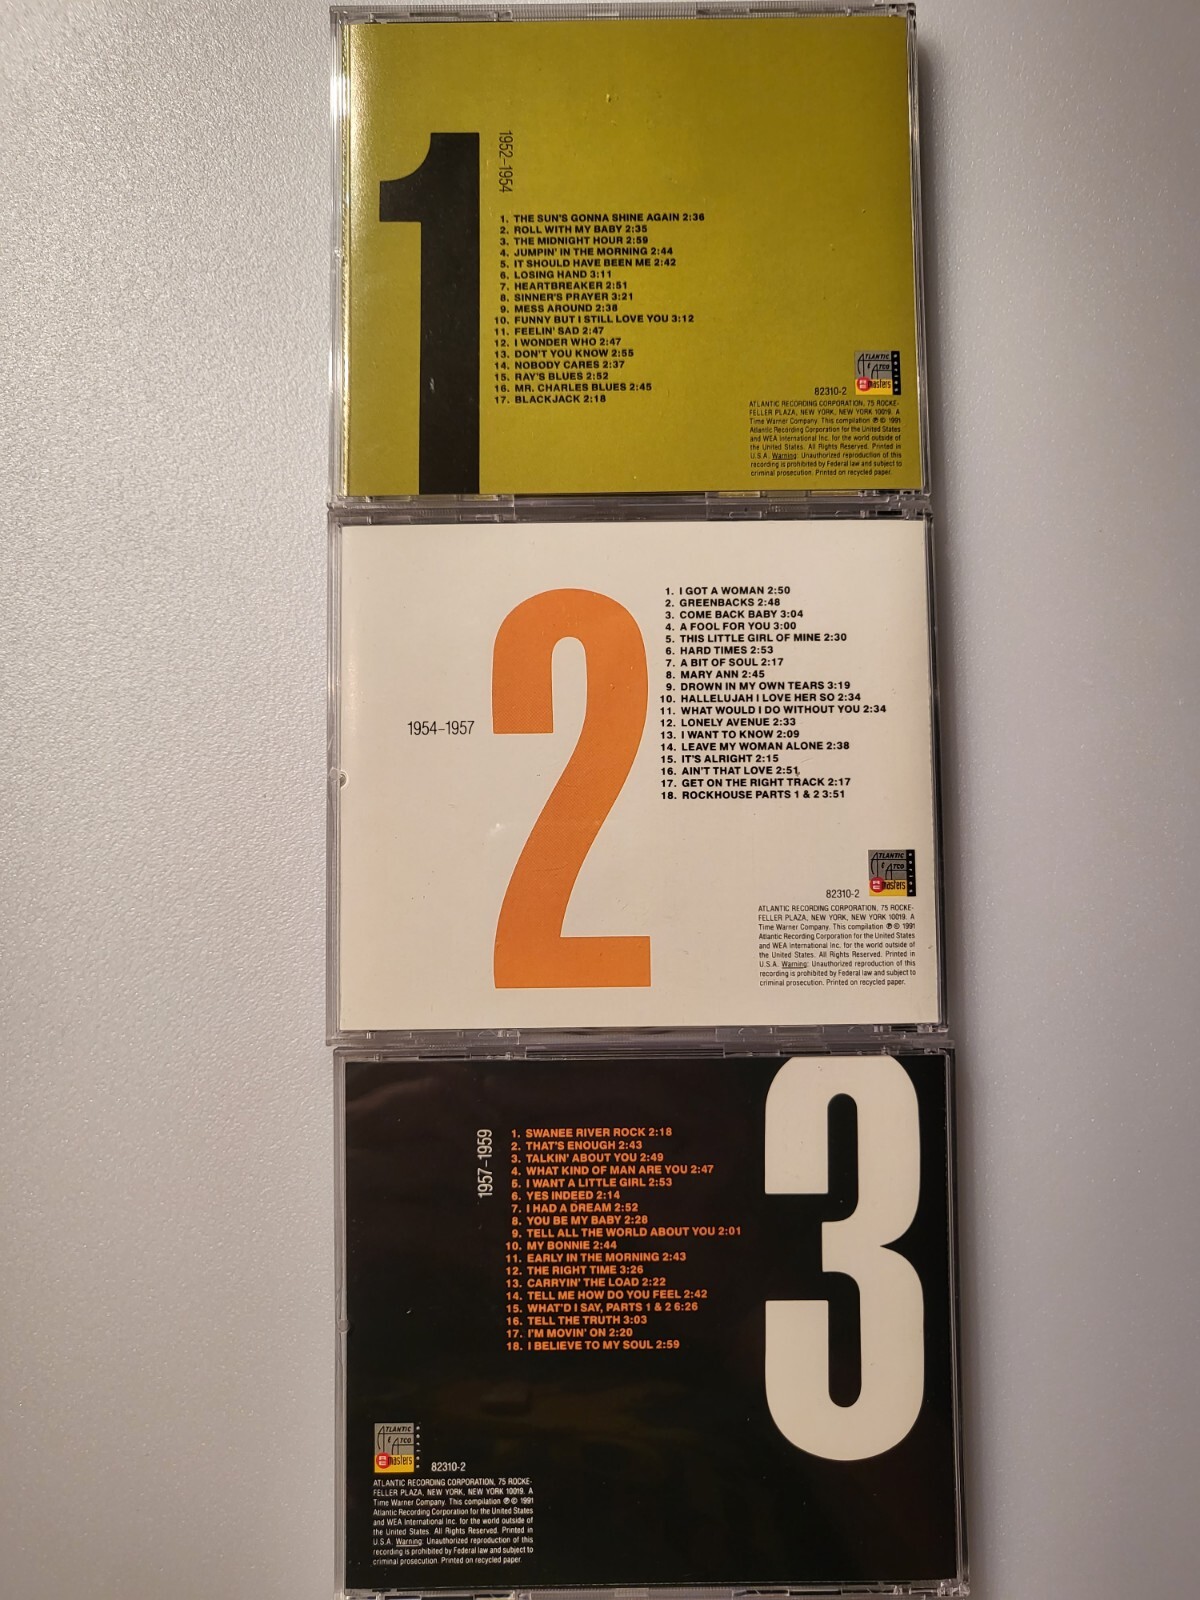 1
1952–1954
1. THE SUN'S GONNA SHINE AGAIN 2:36
2. ROLL WITH MY BABY 2:35
3. THE MIDNIGHT HOUR 2:59
4. JUMPIN' IN THE MORNING 2:44
5. IT SHOULD HAVE BEEN ME 2:42
6. LOSING HAND 3:11
7. HEARTBREAKER 2:51
8. SINNER'S PRAYER 3:21
9. MESS AROUND 2:38
10. FUNNY BUT I STILL LOVE YOU 3:12
11. FEELIN' SAD 2:47
12. I WONDER WHO 2:47
13. DON'T YOU KNOW 2:55
14. NOBODY CARES 2:37
15. RAY'S BLUES 2:52
16. MR. CHARLES BLUES 2:45
17. BLACKJACK 2:18
ATLANTIC
& ATCO
masters
82310-2
ATLANTIC RECORDING CORPORATION, 75 ROCKE-
FELLER PLAZA, NEW YORK, NEW YORK 10019. A
Time Warner Company. This compilation ℗ © 1991
Atlantic Recording Corporation for the United States
and WEA International Inc. for the world outside of
the United States. All Rights Reserved. Printed in
U.S.A. Warning: Unauthorized reproduction of this
recording is prohibited by Federal law and subject to
criminal prosecution. Printed on recycled paper.
2
1954–1957
1. I GOT A WOMAN 2:50
2. GREENBACKS 2:48
3. COME BACK BABY 3:04
4. A FOOL FOR YOU 3:00
5. THIS LITTLE GIRL OF MINE 2:30
6. HARD TIMES 2:53
7. A BIT OF SOUL 2:17
8. MARY ANN 2:45
9. DROWN IN MY OWN TEARS 3:19
10. HALLELUJAH I LOVE HER SO 2:34
11. WHAT WOULD I DO WITHOUT YOU 2:34
12. LONELY AVENUE 2:33
13. I WANT TO KNOW 2:09
14. LEAVE MY WOMAN ALONE 2:38
15. IT'S ALRIGHT 2:15
16. AIN'T THAT LOVE 2:51
17. GET ON THE RIGHT TRACK 2:17
18. ROCKHOUSE PARTS 1 & 2 3:51
ATLANTIC
& ATCO
masters
82310-2
ATLANTIC RECORDING CORPORATION, 75 ROCKE-
FELLER PLAZA, NEW YORK, NEW YORK 10019. A
Time Warner Company. This compilation ℗ © 1991
Atlantic Recording Corporation for the United States
and WEA International Inc. for the world outside of
the United States. All Rights Reserved. Printed in
U.S.A. Warning: Unauthorized reproduction of this
recording is prohibited by Federal law and subject to
criminal prosecution. Printed on recycled paper.
3
1957–1959
1. SWANEE RIVER ROCK 2:18
2. THAT'S ENOUGH 2:43
3. TALKIN' ABOUT YOU 2:49
4. WHAT KIND OF MAN ARE YOU 2:47
5. I WANT A LITTLE GIRL 2:53
6. YES INDEED 2:14
7. I HAD A DREAM 2:52
8. YOU BE MY BABY 2:28
9. TELL ALL THE WORLD ABOUT YOU 2:01
10. MY BONNIE 2:44
11. EARLY IN THE MORNING 2:43
12. THE RIGHT TIME 3:26
13. CARRYIN' THE LOAD 2:22
14. TELL ME HOW DO YOU FEEL 2:42
15. WHAT'D I SAY, PARTS 1 & 2 6:26
16. TELL THE TRUTH 3:03
17. I'M MOVIN' ON 2:20
18. I BELIEVE TO MY SOUL 2:59
ATLANTIC
& ATCO
masters
82310-2
ATLANTIC RECORDING CORPORATION, 75 ROCKE-
FELLER PLAZA, NEW YORK, NEW YORK 10019. A
Time Warner Company. This compilation ℗ © 1991
Atlantic Recording Corporation for the United States
and WEA International Inc. for the world outside of
the United States. All Rights Reserved. Printed in
U.S.A. Warning: Unauthorized reproduction of this
recording is prohibited by Federal law and subject to
criminal prosecution. Printed on recycled paper.